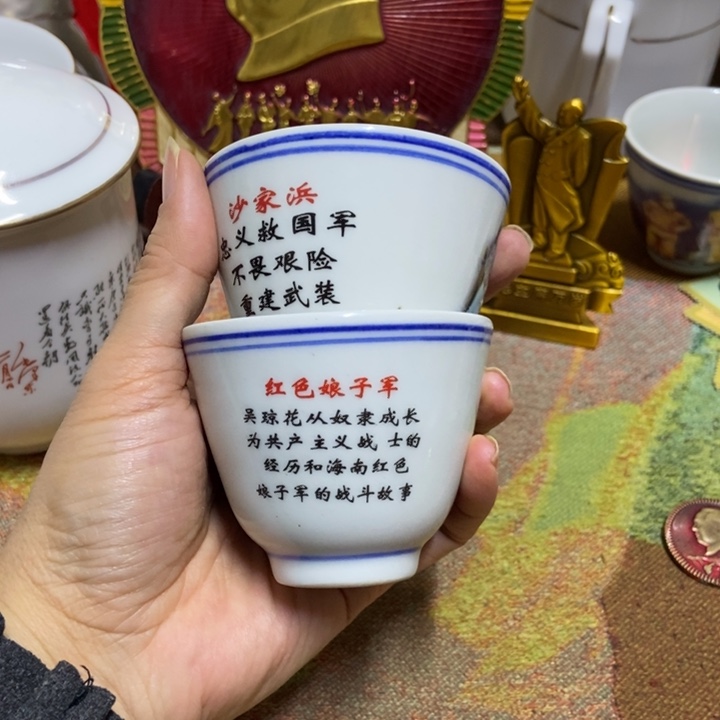 沙家浜
忠义救国军
不畏艰险
重建武装
红色娘子军
吴琼花从奴隶成长
为共产主义战 士的
经历和海南红色
娘子军的战斗故事